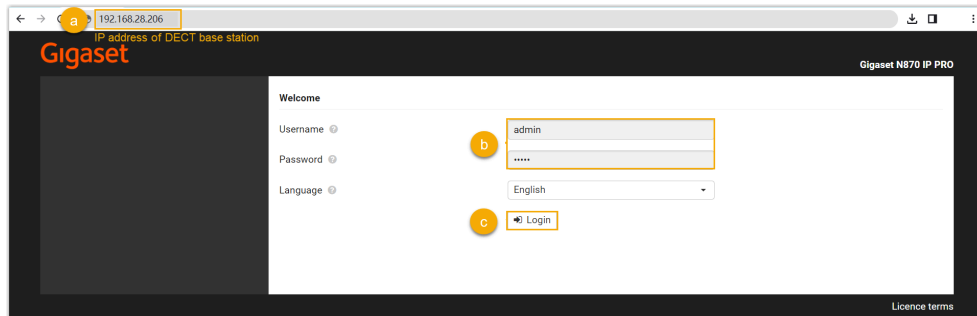 a
192.168.28.206
IP address of DECT base station
Gigaset
Gigaset N870 IP PRO
Welcome
Username
admin
b
Password
•••••
Language
English
c
Login
Licence terms